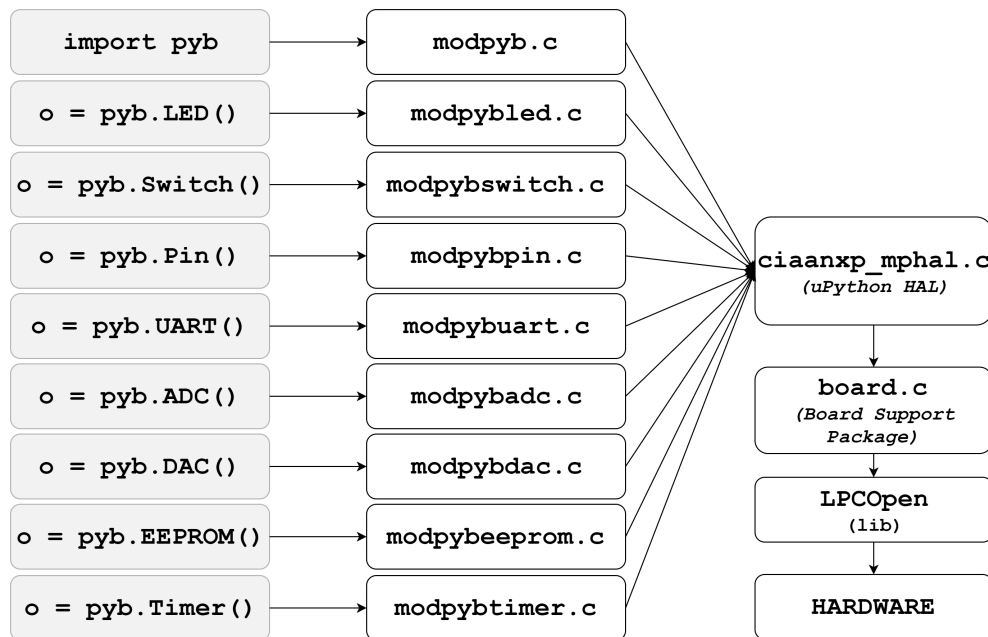 import pyb
modpyb.c
o = pyb.LED()
modpybled.c
o = pyb.Switch()
modpybswitch.c
o = pyb.Pin()
modpybpin.c
o = pyb.UART()
modpybuart.c
o = pyb.ADC()
modpybadc.c
o = pyb.DAC()
modpybdac.c
o = pyb.EEPROM()
modpybeeprom.c
o = pyb.Timer()
modpybtimer.c
ciaanxp_mphal.c
(uPython HAL)
board.c
(Board Support
Package)
LPCOpen
(lib)
HARDWARE